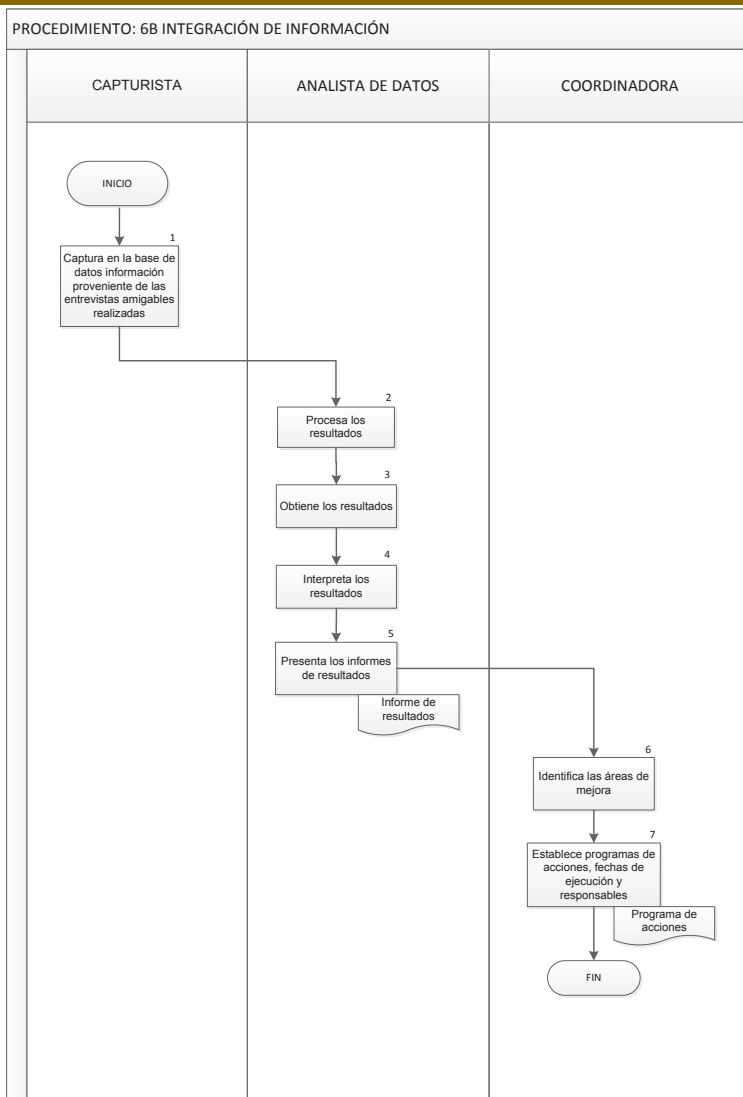 PROCEDIMIENTO: 6B INTEGRACIÓN DE INFORMACIÓN
CAPTURISTA
ANALISTA DE DATOS
COORDINADORA
INICIO
1
Captura en la base de
datos información
proveniente de las
entrevistas amigables
realizadas
2
Procesa los
resultados
3
Obtiene los resultados
4
Interpreta los
resultados
5
Presenta los informes
de resultados
Informe de
resultados
6
Identifica las áreas de
mejora
7
Establece programas de
acciones, fechas de
ejecución y
responsables
Programa de
acciones
FIN